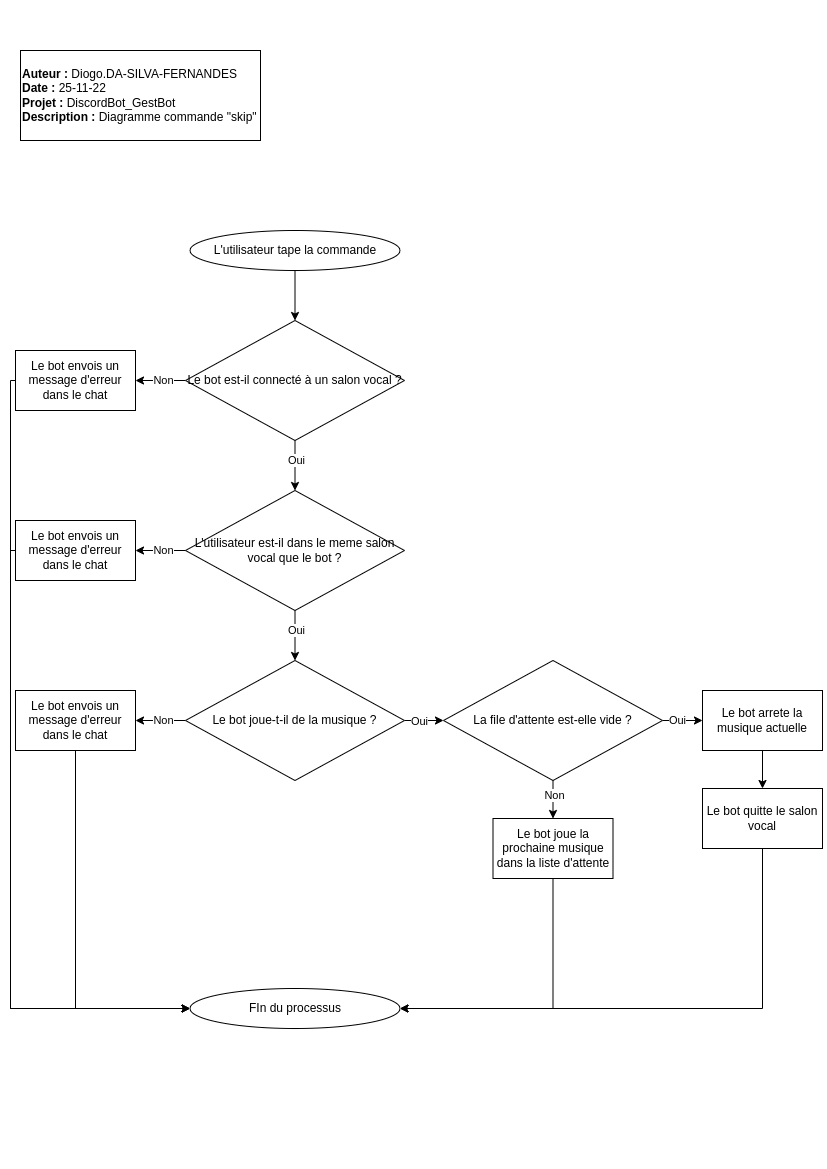 Auteur : Diogo.DA-SILVA-FERNANDES
Date : 25-11-22
Projet : DiscordBot_GestBot
Description : Diagramme commande "skip"
L'utilisateur tape la commande
Le bot envois un
message d'erreur
dans le chat
Non
Le bot est-il connecté à un salon vocal ?
Oui
Le bot envois un
message d'erreur
dans le chat
Non
L'utilisateur est-il dans le meme salon
vocal que le bot ?
Oui
Le bot envois un
message d'erreur
dans le chat
Non
Le bot joue-t-il de la musique ?
Oui
La file d'attente est-elle vide ?
Oui
Le bot arrete la
musique actuelle
Non
Le bot joue la
prochaine musique
dans la liste d'attente
Le bot quitte le salon
vocal
FIn du processus